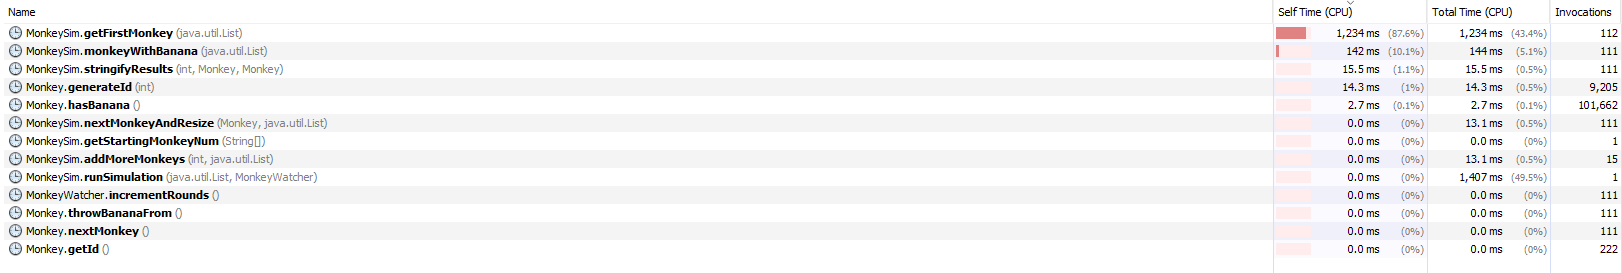 Name Self Time (CPU) Total Time (CPU) Invocations
MonkeySim.getFirstMonkey (java.util.List) 1,234 ms (87.6%) 1,234 ms (43.4%) 112
MonkeySim.monkeyWithBanana (java.util.List) 142 ms (10.1%) 144 ms (5.1%) 111
MonkeySim.stringifyResults (int, Monkey, Monkey) 15.5 ms (1.1%) 15.5 ms (0.5%) 111
Monkey.generateId (int) 14.3 ms (1%) 14.3 ms (0.5%) 9,205
Monkey.hasBanana () 2.7 ms (0.1%) 2.7 ms (0.1%) 101,662
MonkeySim.nextMonkeyAndResize (Monkey, java.util.List) 0.0 ms (0%) 13.1 ms (0.5%) 111
MonkeySim.getStartingMonkeyNum (String[]) 0.0 ms (0%) 0.0 ms (0%) 1
MonkeySim.addMoreMonkeys (int, java.util.List) 0.0 ms (0%) 13.1 ms (0.5%) 15
MonkeySim.runSimulation (java.util.List, MonkeyWatcher) 0.0 ms (0%) 1,407 ms (49.5%) 1
MonkeyWatcher.incrementRounds () 0.0 ms (0%) 0.0 ms (0%) 111
Monkey.throwBananaFrom () 0.0 ms (0%) 0.0 ms (0%) 111
Monkey.nextMonkey () 0.0 ms (0%) 0.0 ms (0%) 111
Monkey.getId () 0.0 ms (0%) 0.0 ms (0%) 222